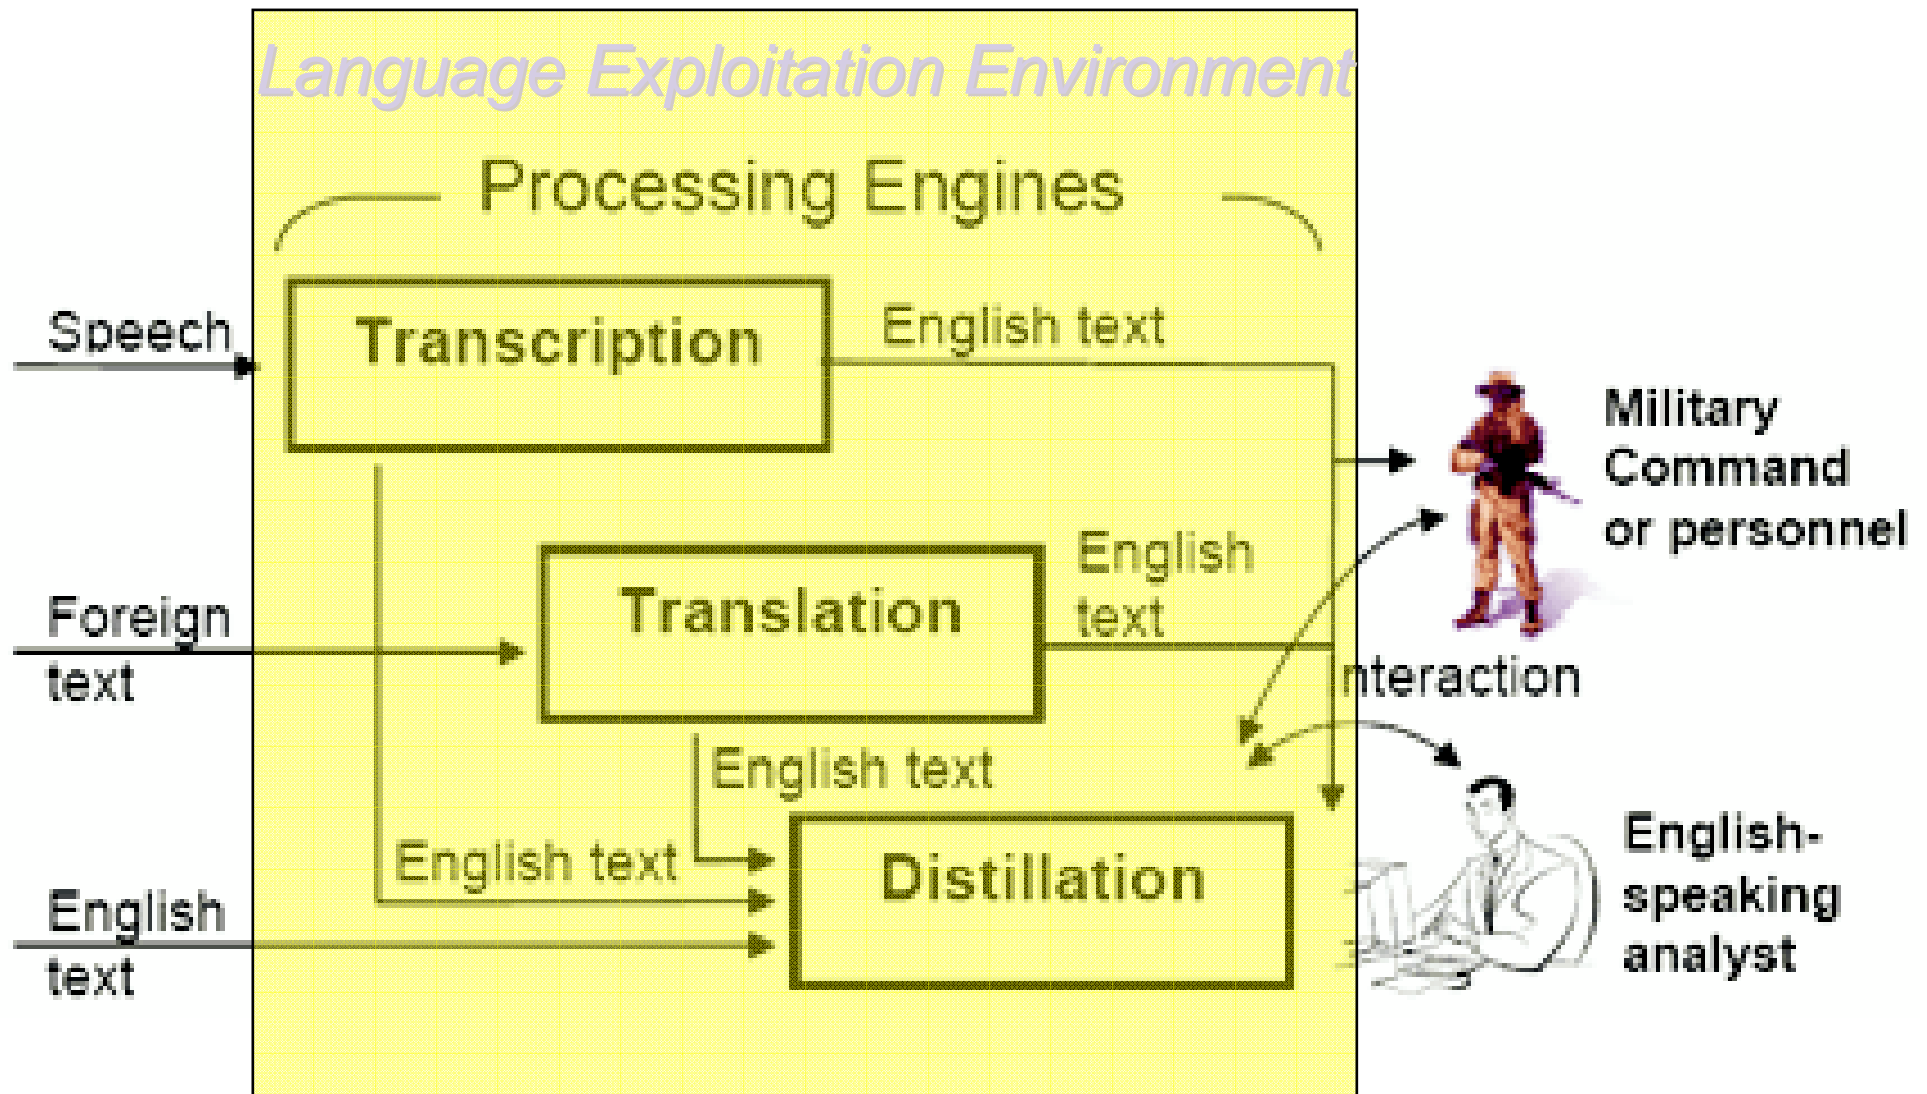 Language Exploitation Environment
Processing Engines
Speech
Transcription
English text
Military
Command
or personnel
Foreign
text
Translation
English
text
nteraction
English text
English text
Distillation
English
text
English-
speaking
analyst